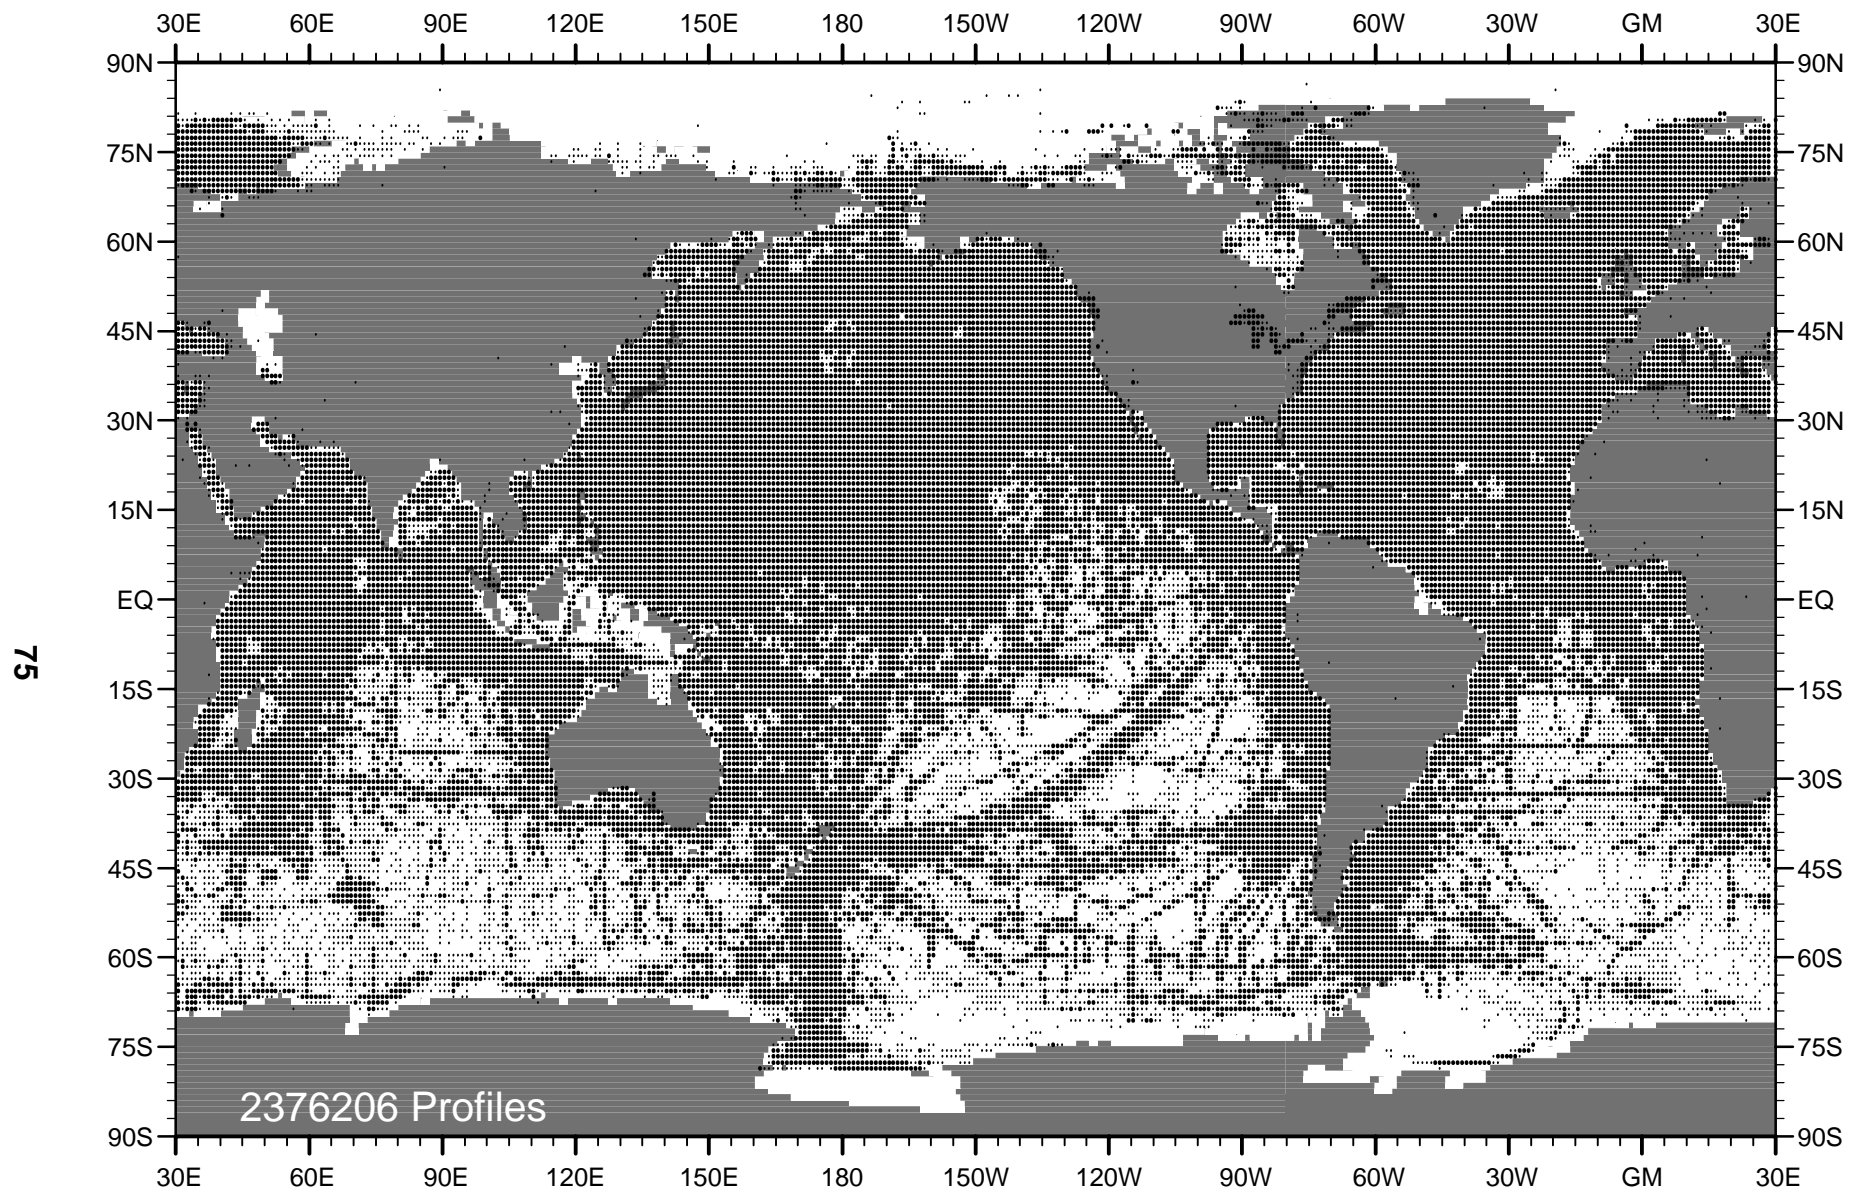 30E 60E 90E 120E 150E 180 150W 120W 90W 60W 30W GM 30E
90N 90N
75N 75N
60N 60N
45N 45N
30N 30N
15N 15N
EQ EQ
75
15S 15S
30S 30S
45S 45S
60S 60S
75S 75S
2376206 Profiles
90S 90S
30E 60E 90E 120E 150E 180 150W 120W 90W 60W 30W GM 30E